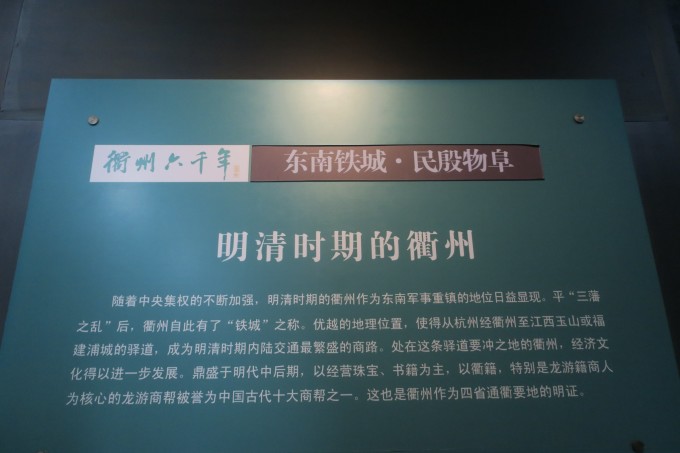 衢州六千年
东南铁城·民殷物阜
明清时期的衢州
随着中央集权的不断加强，明清时期的衢州作为东南军事重镇的地位日益显现。平“三藩
之乱”后，衢州自此有了“铁城”之称。优越的地理位置，使得从杭州经衢州至江西玉山或福
建浦城的驿道，成为明清时期内陆交通最繁盛的商路。处在这条驿道要冲之地的衢州，经济文
化得以进一步发展。鼎盛于明代中后期，以经营珠宝、书籍为主，以衢籍，特别是龙游籍商人
为核心的龙游商帮被誉为中国古代十大商帮之一。这也是衢州作为四省通衢要地的明证。